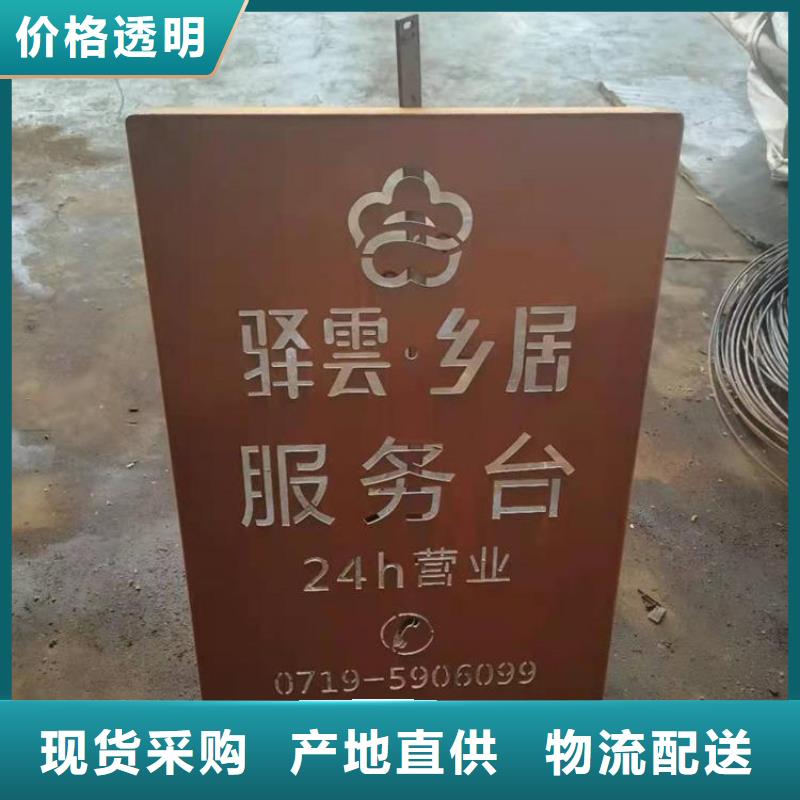 价格透明
驿雲·乡居
服务台
24h营业
0719-5906099
现货采购 产地直供 物流配送